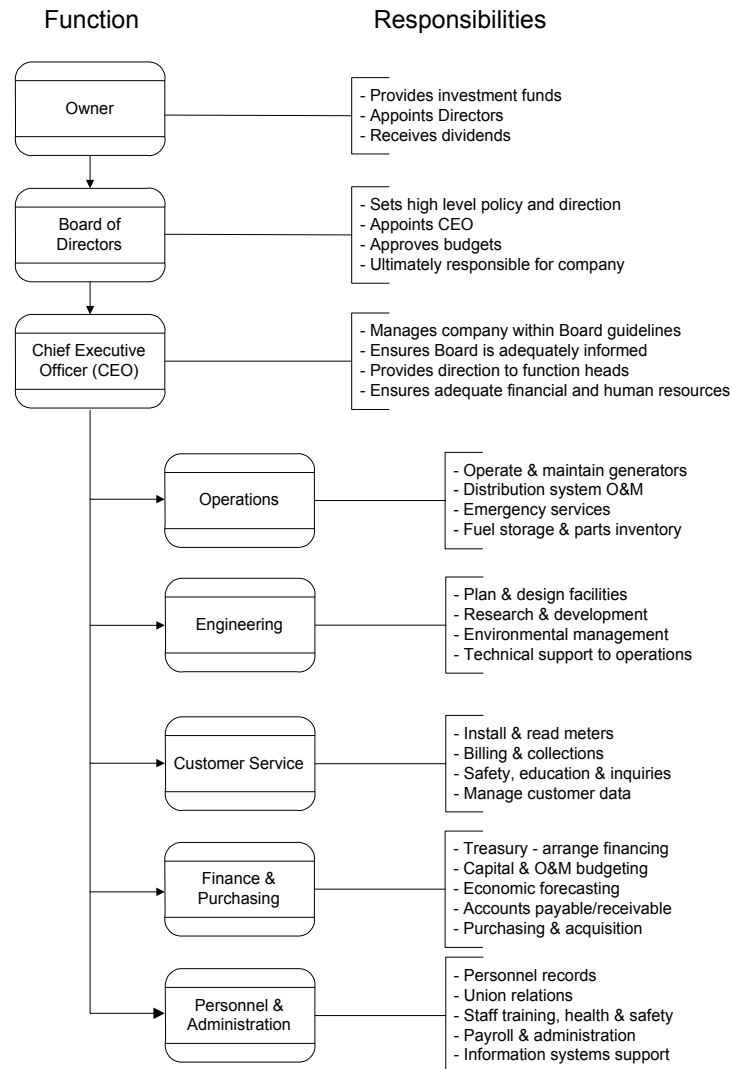 Function
Responsibilities
Owner
- Provides investment funds
- Appoints Directors
- Receives dividends
Board of
Directors
- Sets high level policy and direction
- Appoints CEO
- Approves budgets
- Ultimately responsible for company
Chief Executive
Officer (CEO)
- Manages company within Board guidelines
- Ensures Board is adequately informed
- Provides direction to function heads
- Ensures adequate financial and human resources
Operations
- Operate & maintain generators
- Distribution system O&M
- Emergency services
- Fuel storage & parts inventory
Engineering
- Plan & design facilities
- Research & development
- Environmental management
- Technical support to operations
Customer Service
- Install & read meters
- Billing & collections
- Safety, education & inquiries
- Manage customer data
Finance &
Purchasing
- Treasury - arrange financing
- Capital & O&M budgeting
- Economic forecasting
- Accounts payable/receivable
- Purchasing & acquisition
Personnel &
Administration
- Personnel records
- Union relations
- Staff training, health & safety
- Payroll & administration
- Information systems support